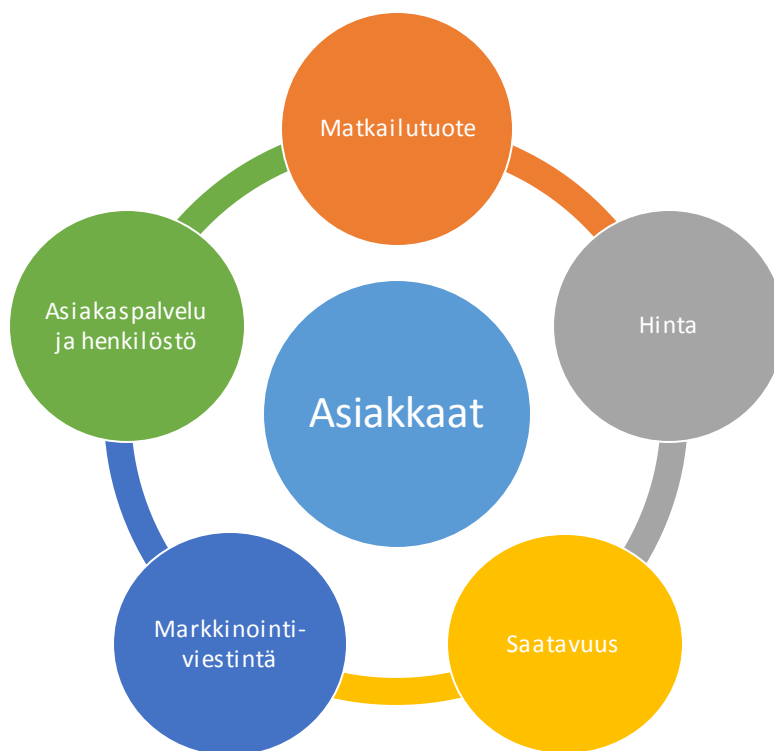 Matkailutuote
Hinta
Saatavuus
Markkinointi-
viestintä
Asiakaspalvelu
ja henkilöstö
Asiakkaat